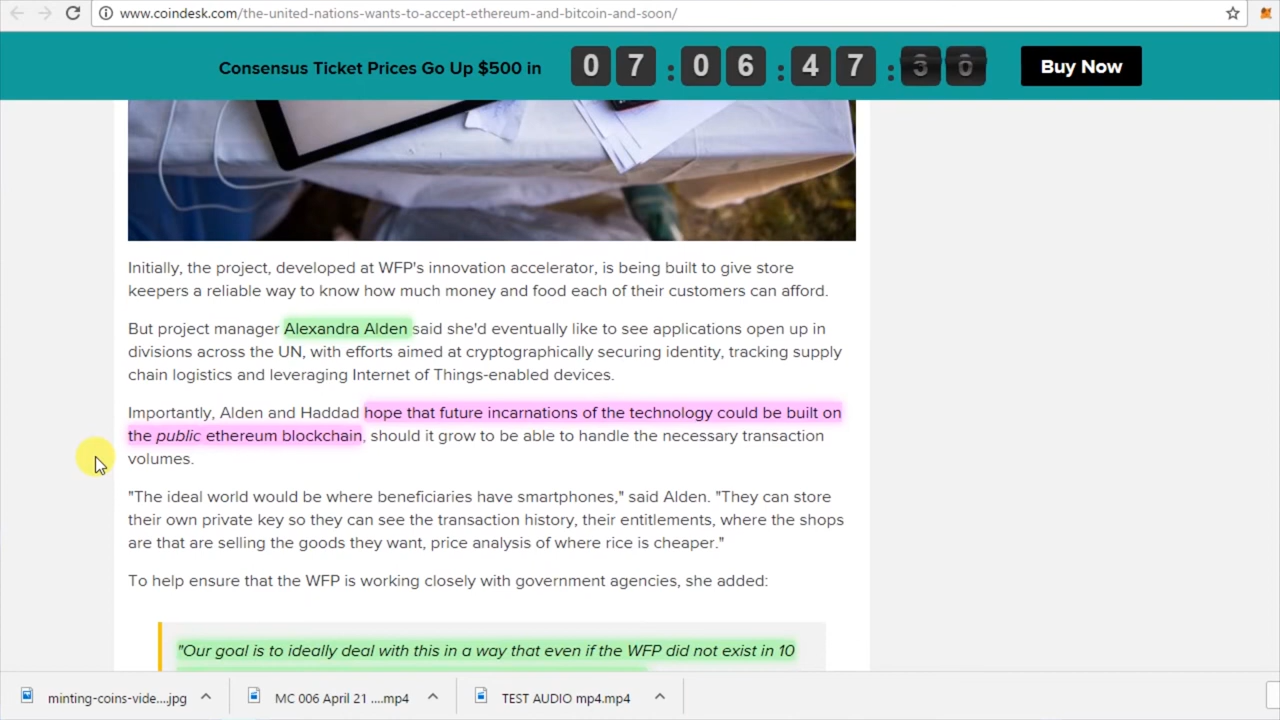 www.coindesk.com/the-united-nations-wants-to-accept-ethereum-and-bitcoin-and-soon/
Consensus Ticket Prices Go Up $500 in 07 : 06 : 47 : 30 Buy Now
Initially, the project, developed at WFP's innovation accelerator, is being built to give store
keepers a reliable way to know how much money and food each of their customers can afford.
But project manager Alexandra Alden said she'd eventually like to see applications open up in
divisions across the UN, with efforts aimed at cryptographically securing identity, tracking supply
chain logistics and leveraging Internet of Things-enabled devices.
Importantly, Alden and Haddad hope that future incarnations of the technology could be built on
the public ethereum blockchain, should it grow to be able to handle the necessary transaction
volumes.
"The ideal world would be where beneficiaries have smartphones," said Alden. "They can store
their own private key so they can see the transaction history, their entitlements, where the shops
are that are selling the goods they want, price analysis of where rice is cheaper."
To help ensure that the WFP is working closely with government agencies, she added:
"Our goal is to ideally deal with this in a way that even if the WFP did not exist in 10
minting-coins-vide....jpg MC 006 April 21 ....mp4 TEST AUDIO mp4.mp4